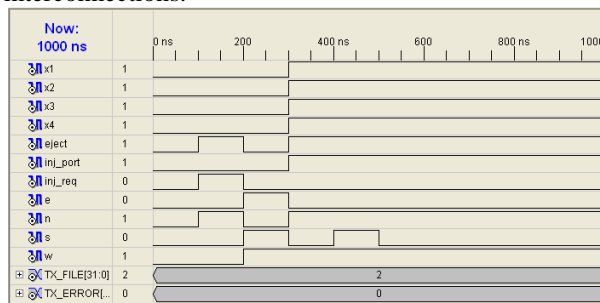 Now:
1000 ns
0 ns 200 400 ns 600 800 ns 100
x1 1
x2 1
x3 1
x4 1
eject 1
inj_port 1
inj_req 0
e 0
n 1
s 0
w 1
TX_FILE[31:0] 2 2
TX_ERROR[... 0 0